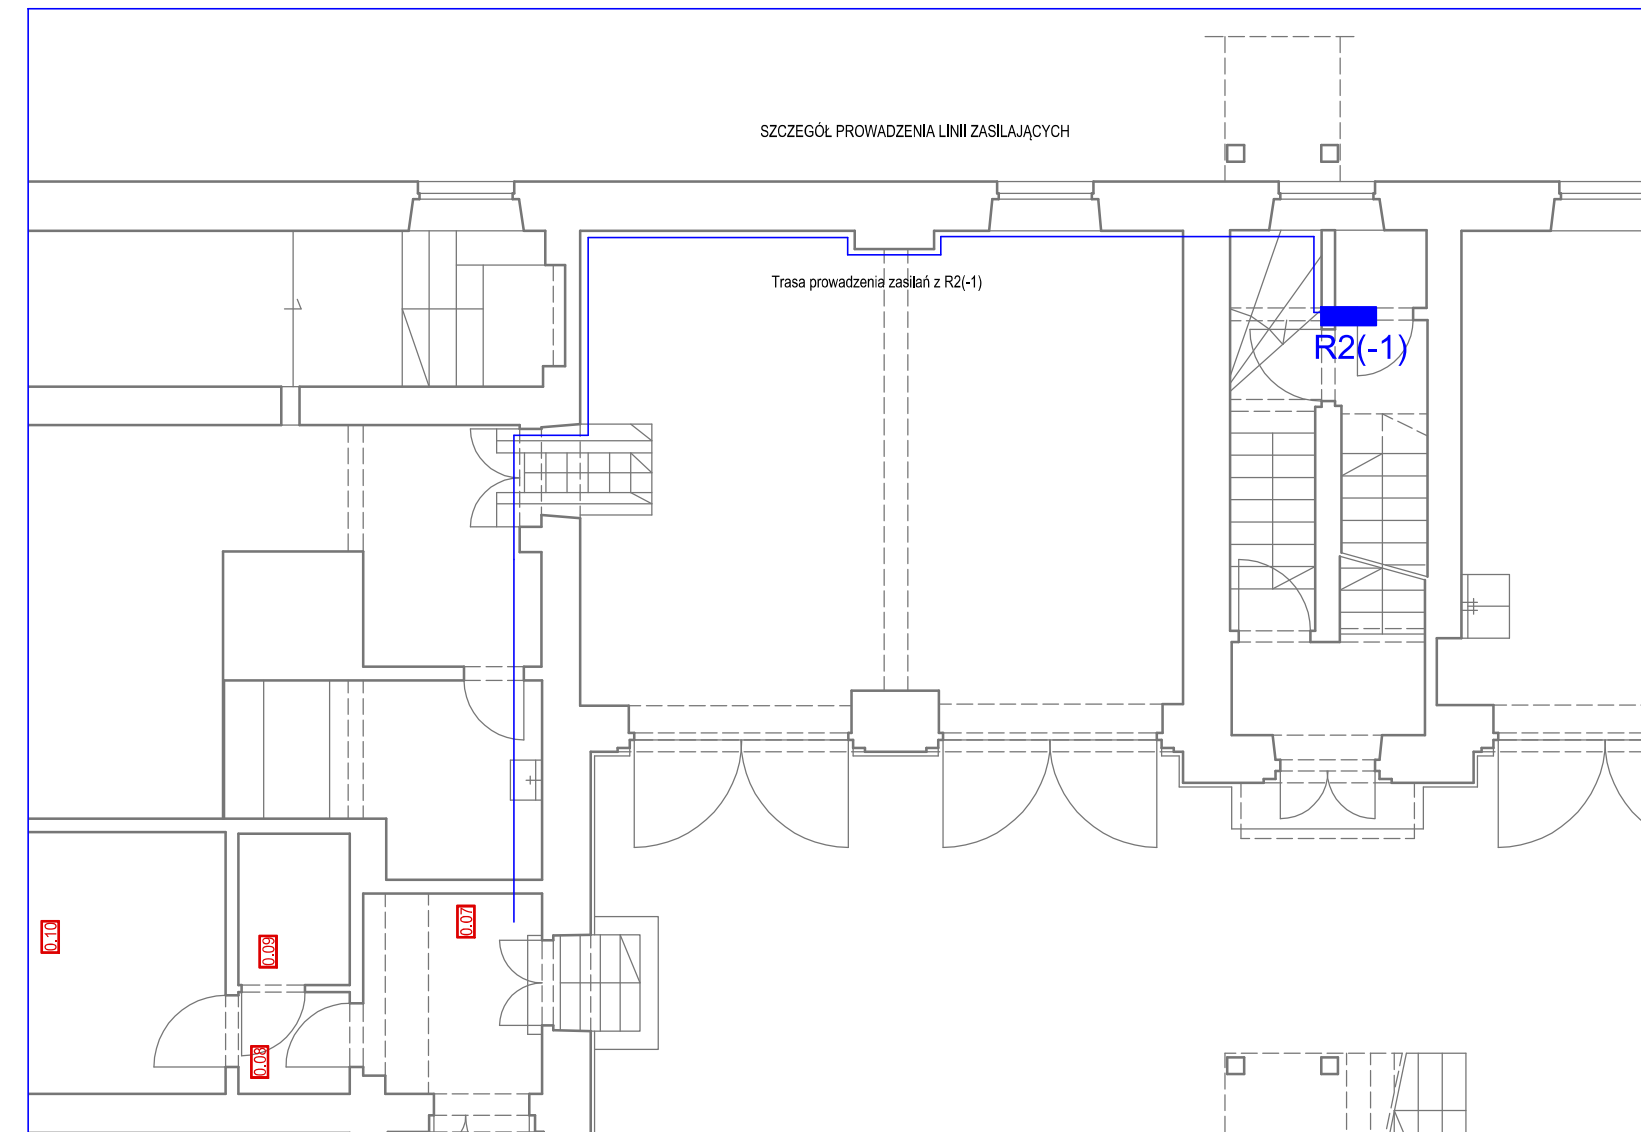 SZCZEGÓŁ PROWADZENIA LINII ZASILAJĄCYCH
Trasa prowadzenia zasilań z R2(-1)
R2(-1)
0.10
0.09
0.07
0.08